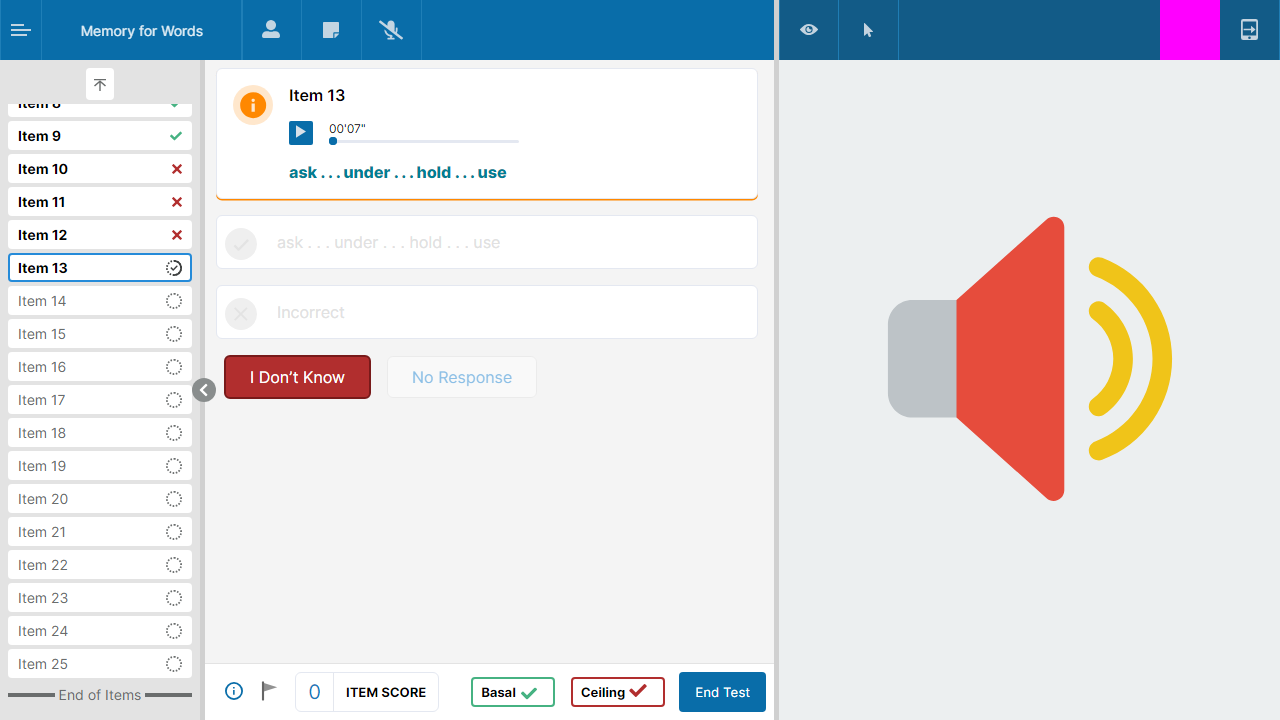 Memory for Words
Item 8
Item 9
Item 10
Item 11
Item 12
Item 13
Item 14
Item 15
Item 16
Item 17
Item 18
Item 19
Item 20
Item 21
Item 22
Item 23
Item 24
Item 25
End of Items
Item 13
00'07"
ask . . . under . . . hold . . . use
ask . . . under . . . hold . . . use
Incorrect
I Don’t Know
No Response
0 ITEM SCORE
Basal
Ceiling
End Test